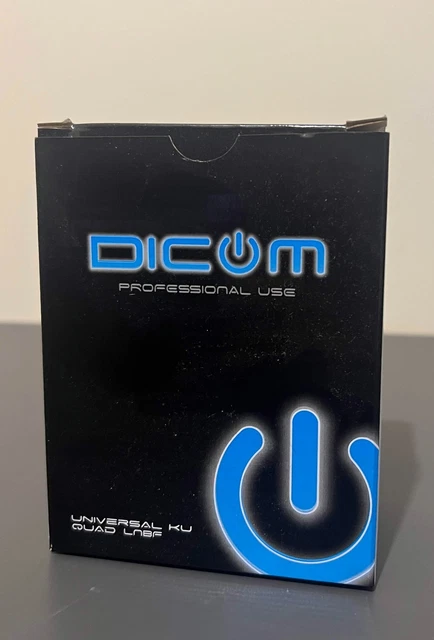 DICOM
PROFESSIONAL USE
UNIVERSAL KU
QUAD LNBF